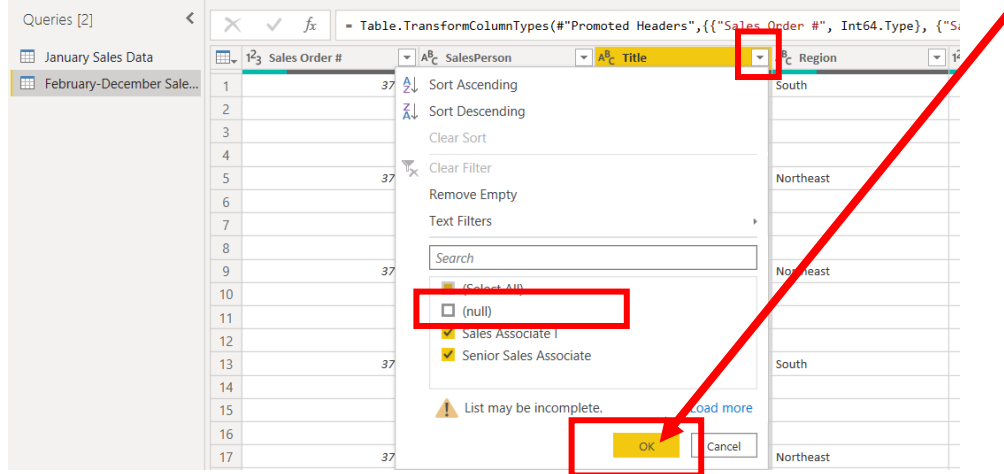 Queries [2]
fx = Table.TransformColumnTypes(#"Promoted Headers",{{"Sales Order #", Int64.Type}, {"Sa
January Sales Data
February-December Sale...
1²3 Sales Order # ABC SalesPerson ABC Title ABC Region 1²
1 37 South
2
3
4
5 37 Northeast
6
7
8
9 37 Northeast
10
11
12
13 37 South
14
15
16
17 37 Northeast
Sort Ascending
Sort Descending
Clear Sort
Clear Filter
Remove Empty
Text Filters
Search
(Select All)
(null)
Sales Associate I
Senior Sales Associate
List may be incomplete. Load more
OK Cancel